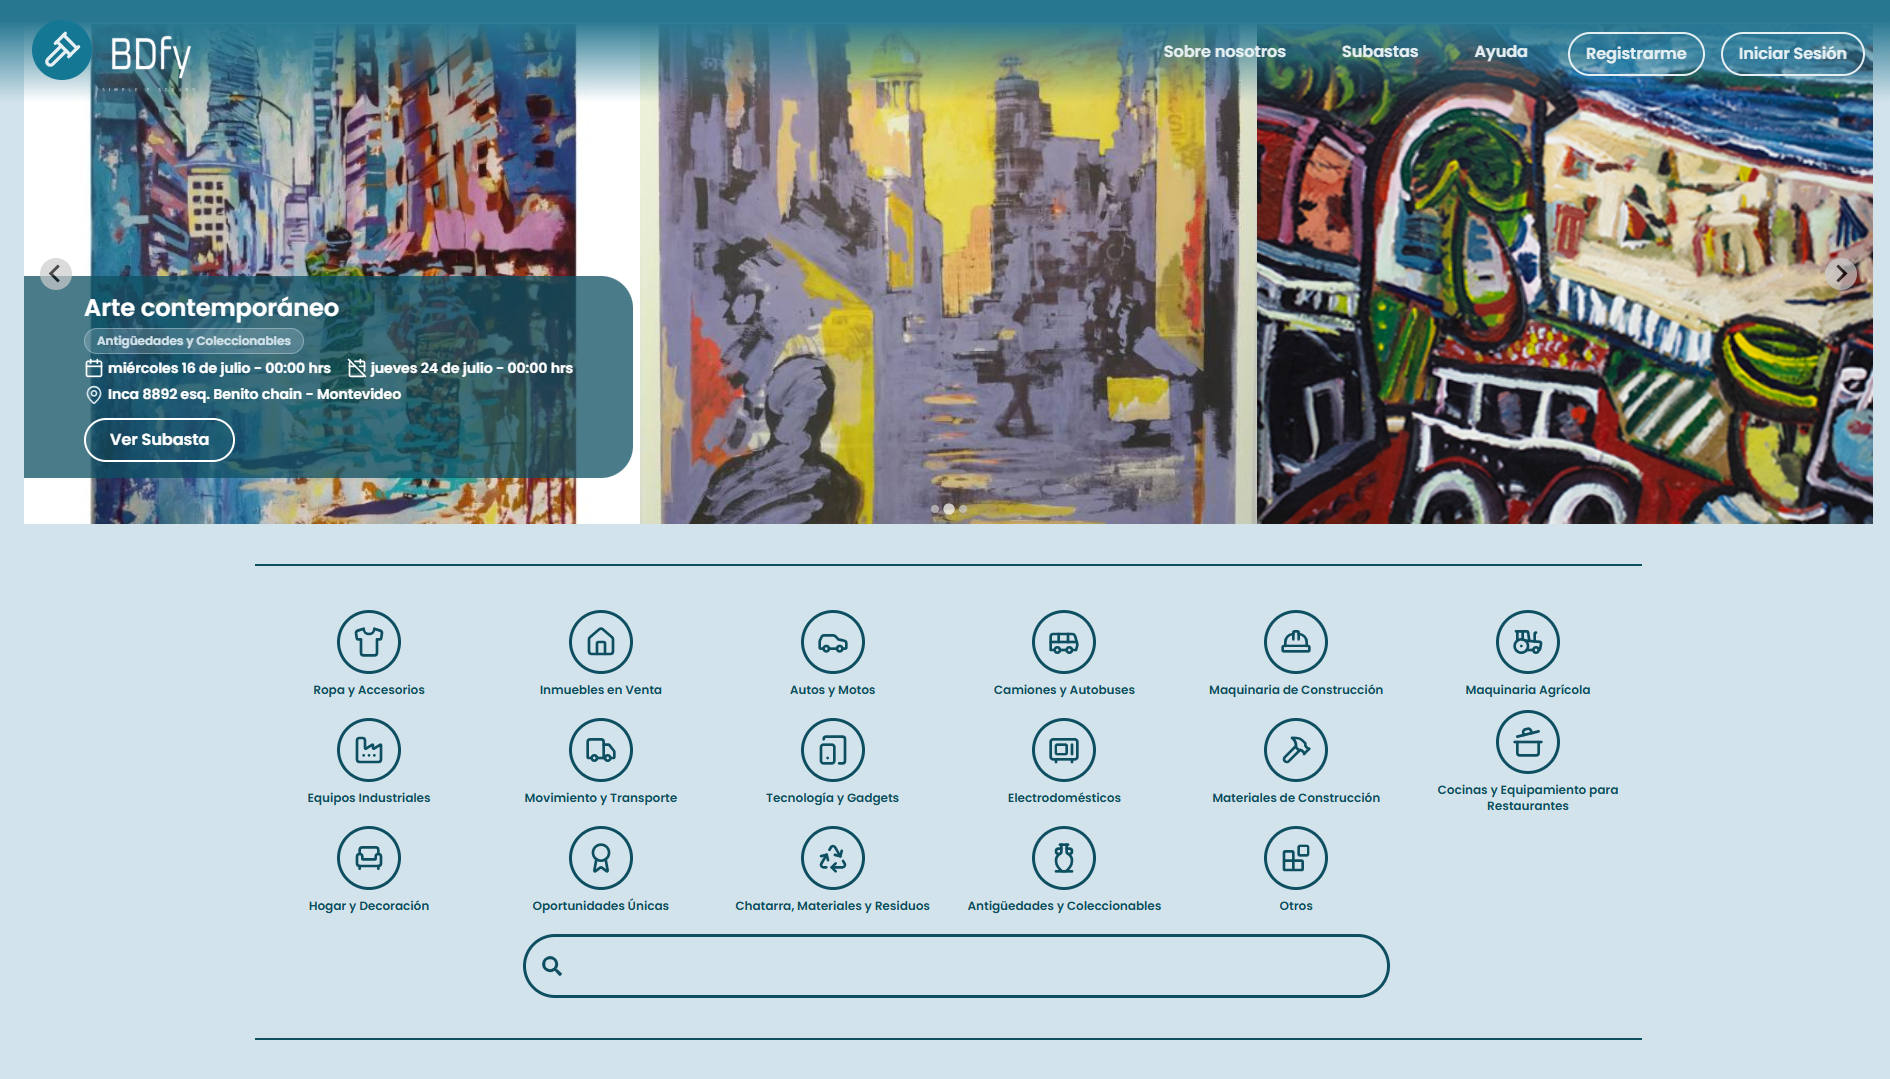 BDfy
SIMPLE Y SEGURO
Sobre nosotros
Subastas
Ayuda
Registrarme
Iniciar Sesión
Arte contemporáneo
Antigüedades y Coleccionables
miércoles 16 de julio - 00:00 hrs
jueves 24 de julio - 00:00 hrs
Inca 8892 esq. Benito chain - Montevideo
Ver Subasta
Ropa y Accesorios
Inmuebles en Venta
Autos y Motos
Camiones y Autobuses
Maquinaria de Construcción
Maquinaria Agrícola
Equipos Industriales
Movimiento y Transporte
Tecnología y Gadgets
Electrodomésticos
Materiales de Construcción
Cocinas y Equipamiento para
Restaurantes
Hogar y Decoración
Oportunidades Únicas
Chatarra, Materiales y Residuos
Antigüedades y Coleccionables
Otros